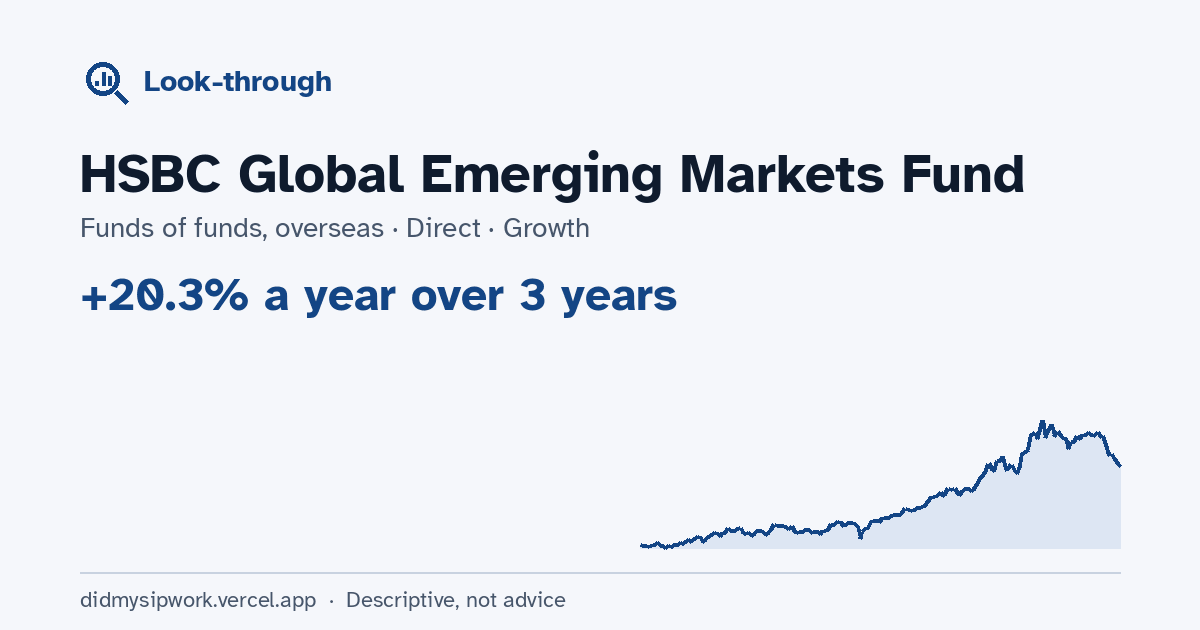 Look-through
HSBC Global Emerging Markets Fund
Funds of funds, overseas · Direct · Growth
+20.3% a year over 3 years
didmysipwork.vercel.app · Descriptive, not advice